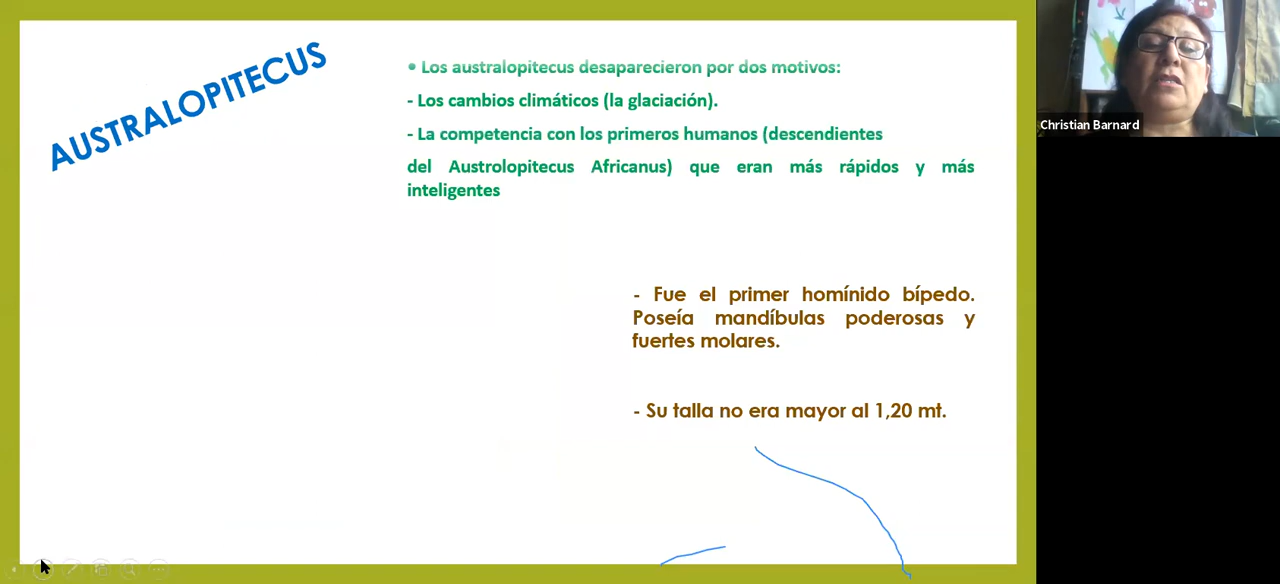 AUSTRALOPITECUS
• Los australopitecus desaparecieron por dos motivos:
- Los cambios climáticos (la glaciación).
- La competencia con los primeros humanos (descendientes
del Austrolopitecus Africanus) que eran más rápidos y más
inteligentes
- Fue el primer homínido bípedo.
Poseía mandíbulas poderosas y
fuertes molares.
- Su talla no era mayor al 1,20 mt.
Christian Barnard